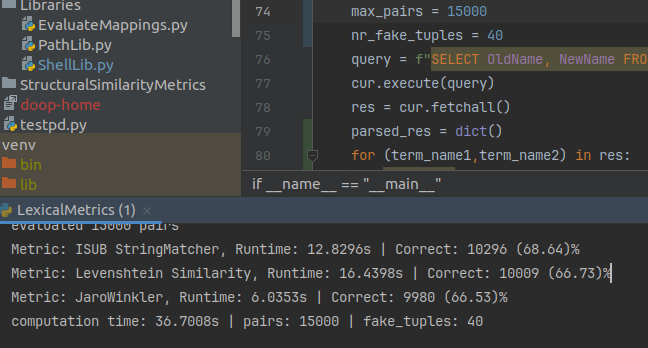 Libraries
EvaluateMappings.py
PathLib.py
ShellLib.py
StructuralSimilarityMetrics
doop-home
testpd.py
venv
bin
lib
74 max_pairs = 15000
75 nr_fake_tuples = 40
76 query = f"SELECT OldName, NewName FRO
77 cur.execute(query)
78 res = cur.fetchall()
79 parsed_res = dict()
80 for (term_name1,term_name2) in res:
if __name__ == "__main__"
LexicalMetrics (1) ×
evaluated 15000 pairs
Metric: ISUB StringMatcher, Runtime: 12.8296s | Correct: 10296 (68.64)%
Metric: Levenshtein Similarity, Runtime: 16.4398s | Correct: 10009 (66.73)%
Metric: JaroWinkler, Runtime: 6.0353s | Correct: 9980 (66.53)%
computation time: 36.7008s | pairs: 15000 | fake_tuples: 40